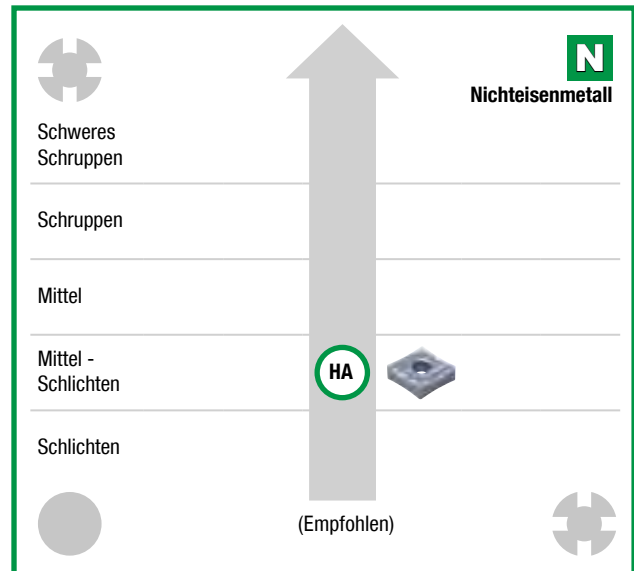 N
Nichteisenmetall
Schweres
Schruppen
Schruppen
Mittel
Mittel -
Schlichten
HA
Schlichten
(Empfohlen)